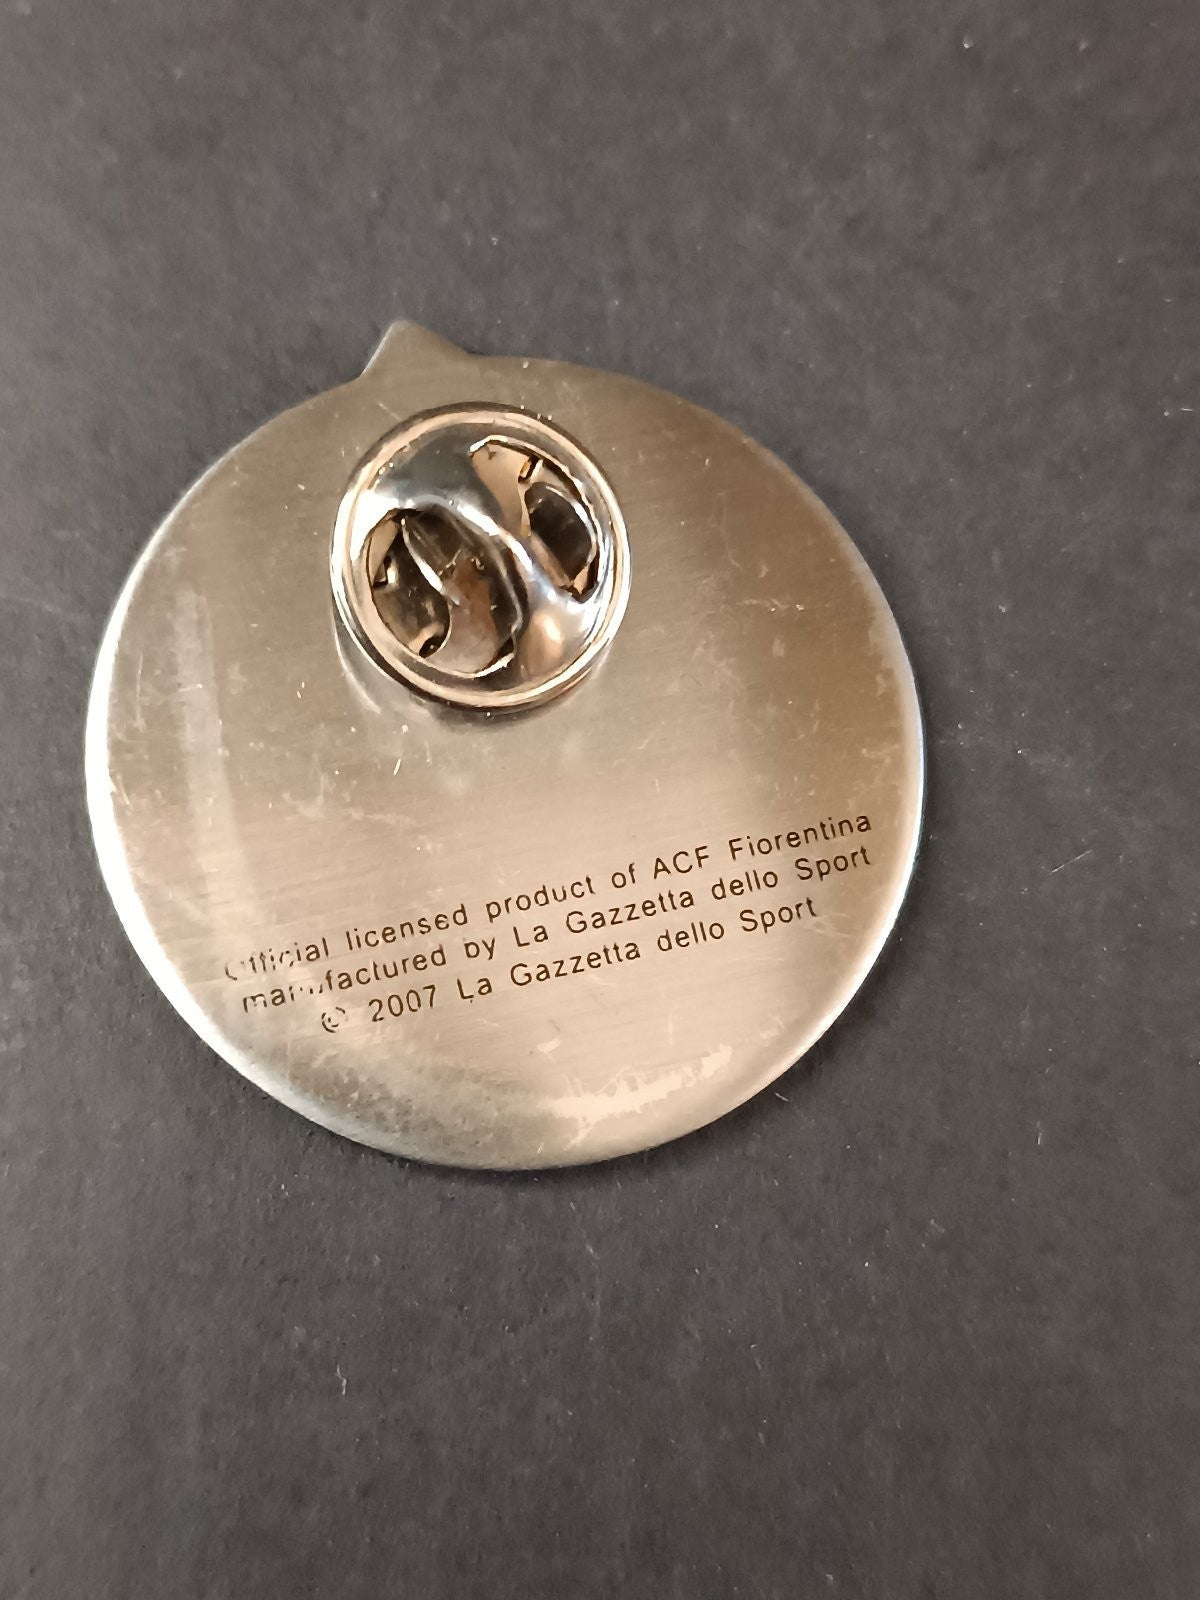 Official licensed product of ACF Fiorentina
manufactured by La Gazzetta dello Sport
© 2007 La Gazzetta dello Sport